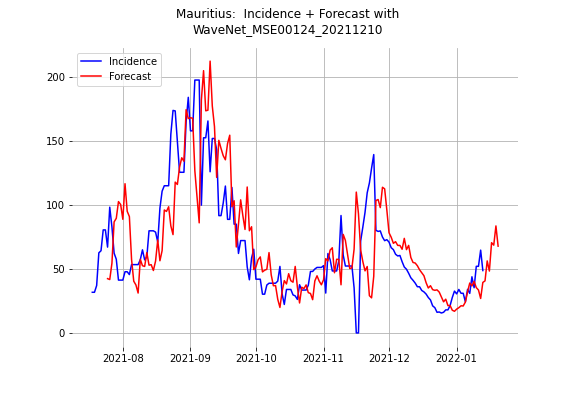 Mauritius:  Incidence + Forecast with
WaveNet_MSE00124_20211210
Incidence
Forecast
200
150
100
50
0
2021-08
2021-09
2021-10
2021-11
2021-12
2022-01